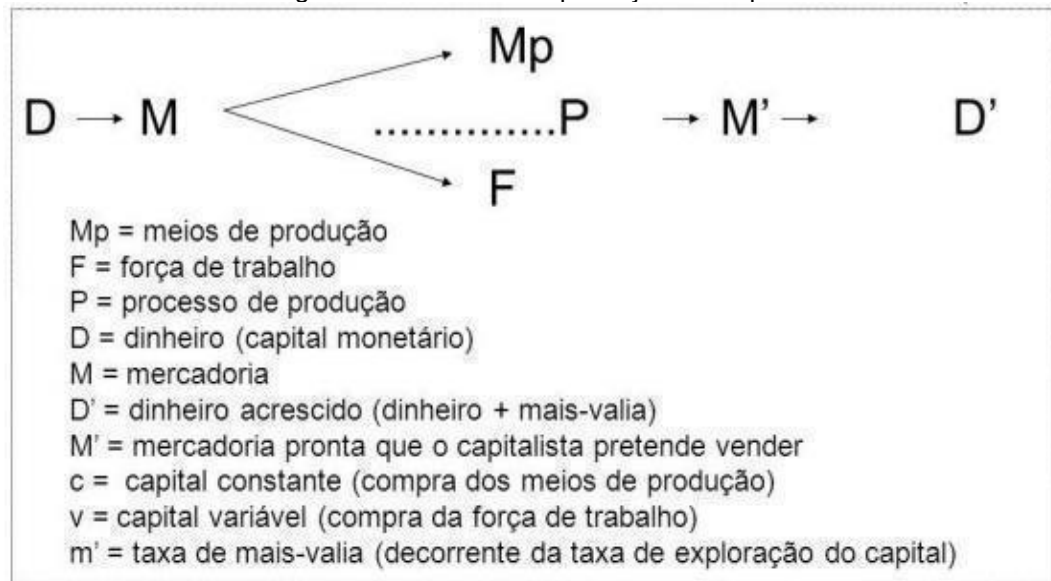 Mp
D → M ..............P → M’ → D’
F
Mp = meios de produção
F = força de trabalho
P = processo de produção
D = dinheiro (capital monetário)
M = mercadoria
D’ = dinheiro acrescido (dinheiro + mais-valia)
M’ = mercadoria pronta que o capitalista pretende vender
c = capital constante (compra dos meios de produção)
v = capital variável (compra da força de trabalho)
m’ = taxa de mais-valia (decorrente da taxa de exploração do capital)